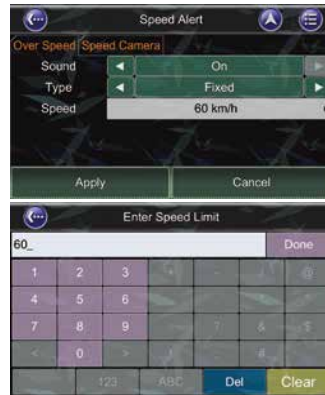 Speed Alert
Over Speed Speed Camera
Sound On
Type Fixed
Speed 60 km/h
Apply Cancel
Enter Speed Limit
60_ Done
1 2 3
4 5 6
7 8 9 ? & $
< 0 >
123 ABC Del Clear